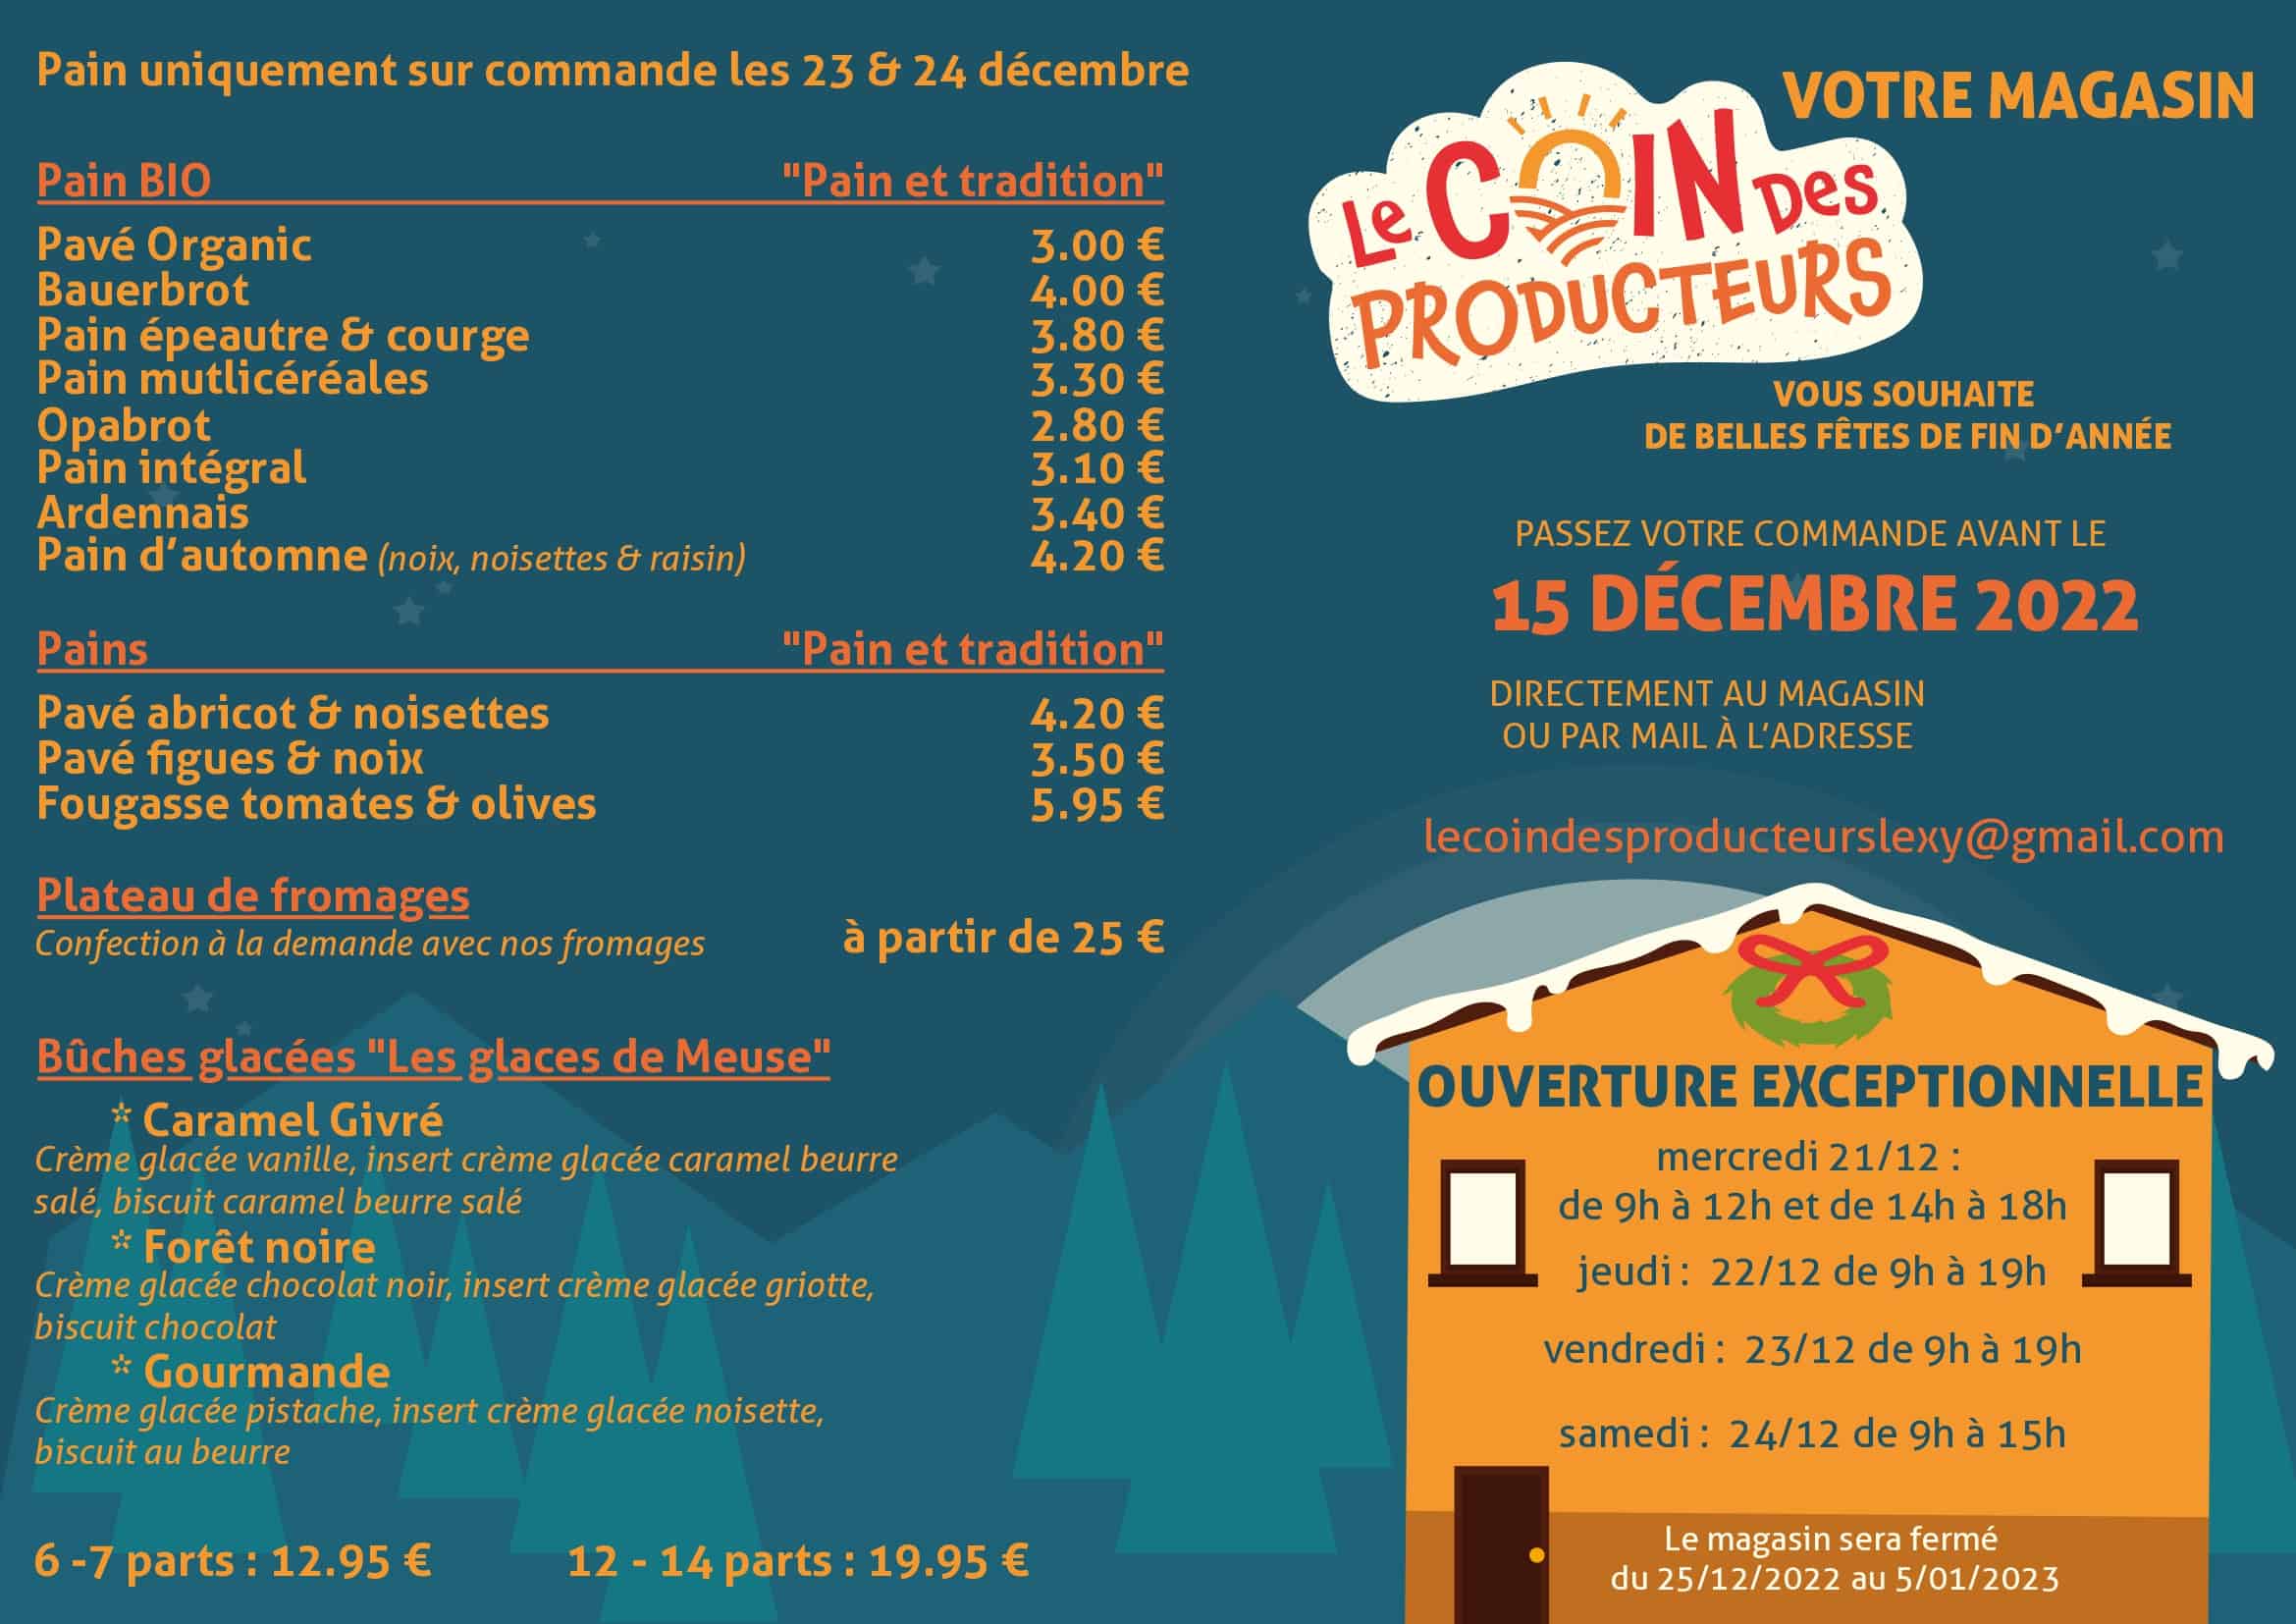 Pain uniquement sur commande les 23 & 24 décembre
Pain BIO "Pain et tradition"
Pavé Organic 3.00 €
Bauerbrot 4.00 €
Pain épeautre & courge 3.80 €
Pain mutlicéréales 3.30 €
Opabrot 2.80 €
Pain intégral 3.10 €
Ardennais 3.40 €
Pain d'automne (noix, noisettes & raisin) 4.20 €
Pains "Pain et tradition"
Pavé abricot & noisettes 4.20 €
Pavé figues & noix 3.50 €
Fougasse tomates & olives 5.95 €
Plateau de fromages
Confection à la demande avec nos fromages à partir de 25 €
Bûches glacées "Les glaces de Meuse"
* Caramel Givré
Crème glacée vanille, insert crème glacée caramel beurre
salé, biscuit caramel beurre salé
* Forêt noire
Crème glacée chocolat noir, insert crème glacée griotte,
biscuit chocolat
* Gourmande
Crème glacée pistache, insert crème glacée noisette,
biscuit au beurre
6 -7 parts : 12.95 € 12 - 14 parts : 19.95 €
VOTRE MAGASIN
Le COIN Des
PRODUCTEURS
VOUS SOUHAITE
DE BELLES FÊTES DE FIN D'ANNÉE
PASSEZ VOTRE COMMANDE AVANT LE
15 DÉCEMBRE 2022
DIRECTEMENT AU MAGASIN
OU PAR MAIL À L'ADRESSE
lecoindesproducteurslexy@gmail.com
OUVERTURE EXCEPTIONNELLE
mercredi 21/12 :
de 9h à 12h et de 14h à 18h
jeudi : 22/12 de 9h à 19h
vendredi : 23/12 de 9h à 19h
samedi : 24/12 de 9h à 15h
Le magasin sera fermé
du 25/12/2022 au 5/01/2023